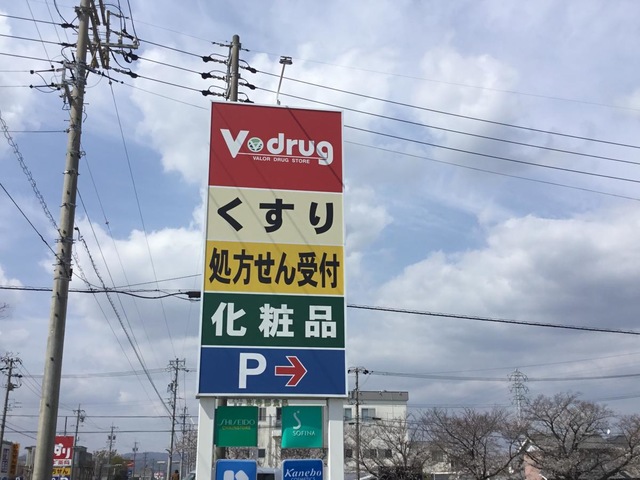 V drug
VALOR DRUG STORE
くすり
処方せん受付
化粧品
P
SHISEIDO
SOFINA
Kanebo